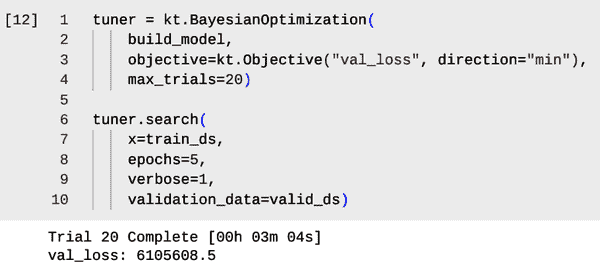 [12] 1 tuner = kt.BayesianOptimization(
2 build_model,
3 objective=kt.Objective("val_loss", direction="min"),
4 max_trials=20)
5
6 tuner.search(
7 x=train_ds,
8 epochs=5,
9 verbose=1,
10 validation_data=valid_ds)
Trial 20 Complete [00h 03m 04s]
val_loss: 6105608.5